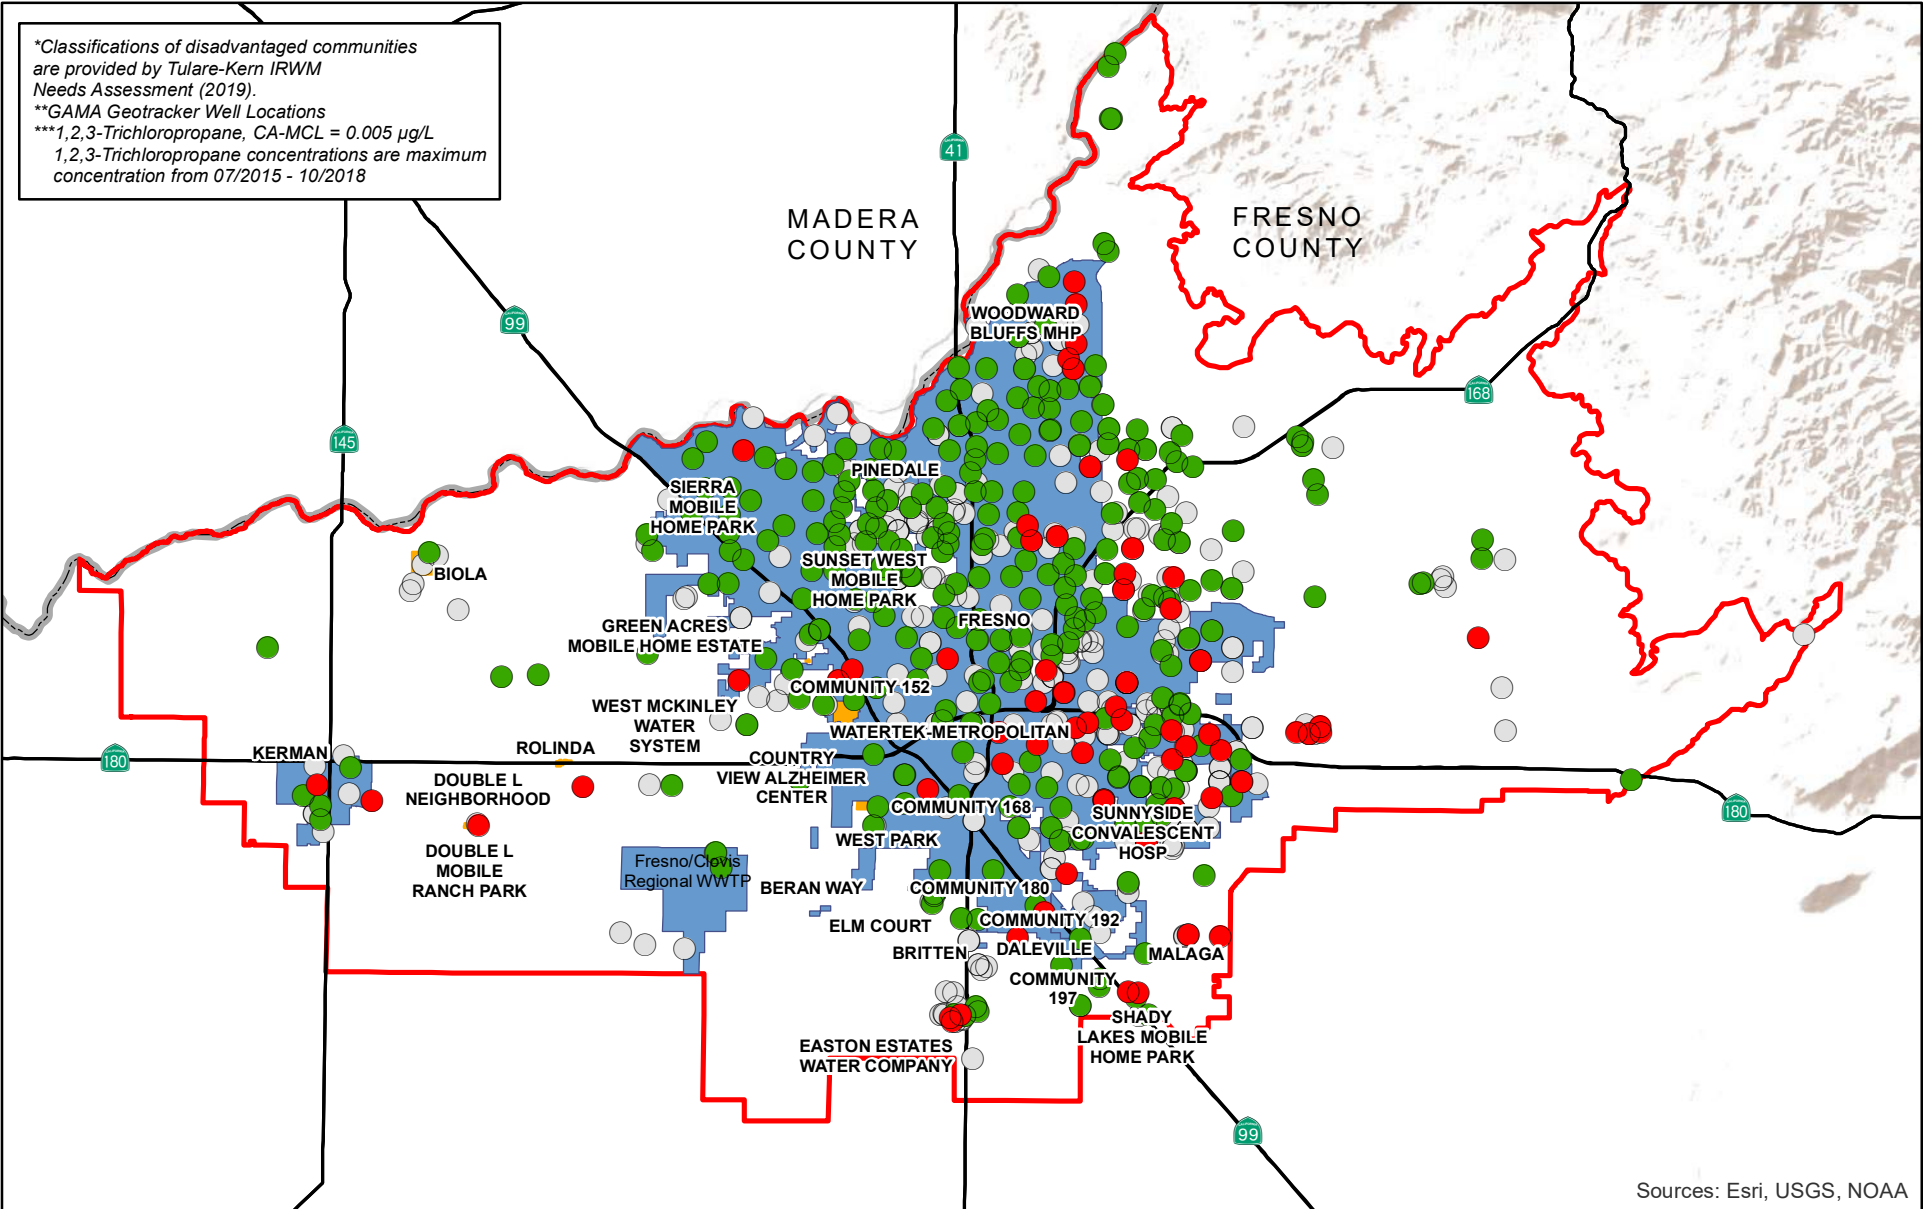 *Classifications of disadvantaged communities
are provided by Tulare-Kern IRWM
Needs Assessment (2019).
**GAMA Geotracker Well Locations
***1,2,3-Trichloropropane, CA-MCL = 0.005 µg/L
1,2,3-Trichloropropane concentrations are maximum
concentration from 07/2015 - 10/2018
41
MADERA
COUNTY
FRESNO
COUNTY
99
WOODWARD
BLUFFS MHP
168
145
PINEDALE
SIERRA
MOBILE
HOME PARK
SUNSET WEST
MOBILE
HOME PARK
BIOLA
FRESNO
GREEN ACRES
MOBILE HOME ESTATE
COMMUNITY 152
WEST MCKINLEY
WATER
SYSTEM
WATERTEK-METROPOLITAN
180
KERMAN
ROLINDA
COUNTRY
VIEW ALZHEIMER
CENTER
DOUBLE L
NEIGHBORHOOD
COMMUNITY 168
SUNNYSIDE
CONVALESCENT
HOSP
180
WEST PARK
DOUBLE L
MOBILE
RANCH PARK
Fresno/Clovis
Regional WWTP
BERAN WAY
COMMUNITY 180
ELM COURT
COMMUNITY 192
BRITTEN
DALEVILLE
MALAGA
COMMUNITY
197
SHADY
LAKES MOBILE
HOME PARK
EASTON ESTATES
WATER COMPANY
99
Sources: Esri, USGS, NOAA